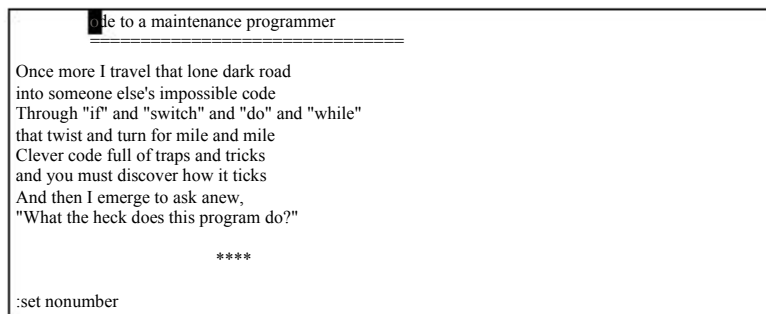 ode to a maintenance programmer
===============================
Once more I travel that lone dark road
into someone else's impossible code
Through "if" and "switch" and "do" and "while"
that twist and turn for mile and mile
Clever code full of traps and tricks
and you must discover how it ticks
And then I emerge to ask anew,
"What the heck does this program do?"
****
:set nonumber